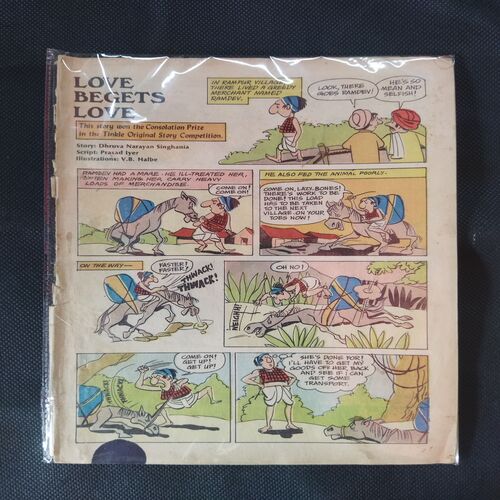 LOVE
BEGETS
LOVE
This story won the Consolation Prize
in the Tinkle Original Story Competition.
Story: Dhruva Narayan Singhania
Script: Prasad Iyer
Illustrations: V.B. Halbe
IN RAMPUR VILLAGE
THERE LIVED A GREEDY
MERCHANT NAMED
RAMDEV.
LOOK, THERE
GOES RAMDEV!
HE'S SO
MEAN AND
SELFISH!
RAMDEV HAD A MARE. HE ILL-TREATED HER,
OFTEN MAKING HER CARRY HEAVY
LOADS OF MERCHANDISE.
COME ON!
COME ON!
HE ALSO FED THE ANIMAL POORLY.
COME ON, LAZY-BONES!
THERE'S WORK TO BE
DONE! THIS LOAD
HAS TO BE TAKEN
TO THE NEXT
VILLAGE. ON YOUR
TOES NOW!
ON THE WAY—
FASTER!
FASTER!
THWACK!
THWACK!
OH NO!
NEIGHH!
COME ON!
GET UP!
GET UP!
SHE'S DONE FOR!
I'LL HAVE TO GET MY
GOODS OFF HER BACK
AND SEE IF I CAN
GET SOME
TRANSPORT.